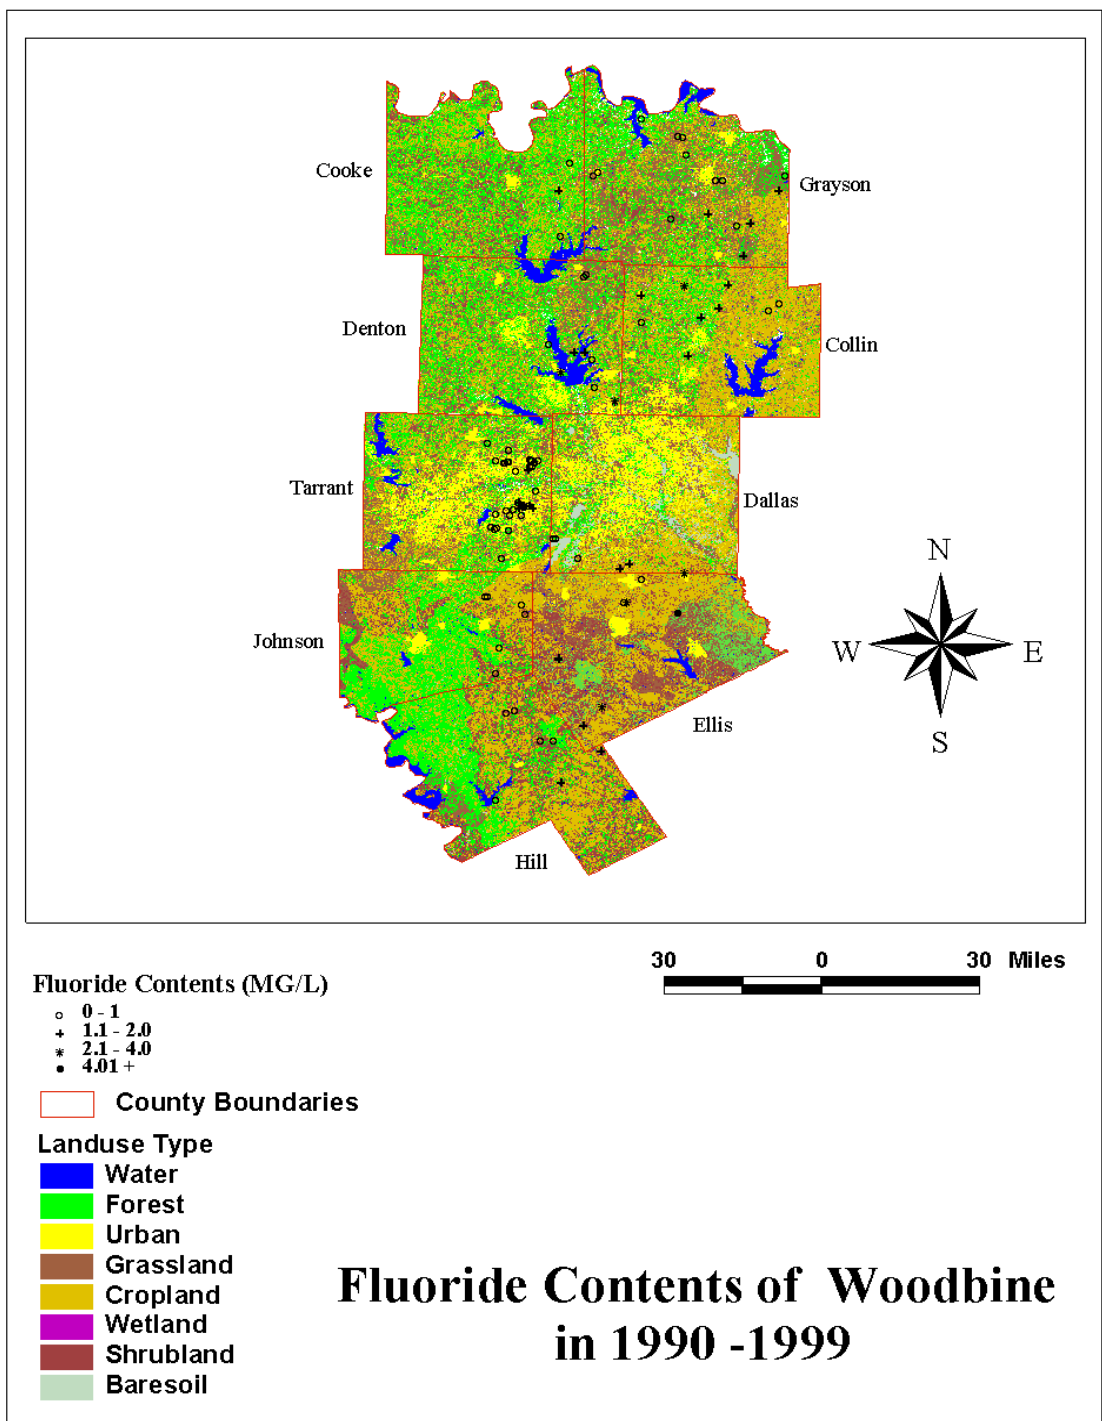 Cooke
Grayson
Denton
Collin
Tarrant
Dallas
Johnson
Ellis
Hill
N
W
E
S
30 0 30 Miles
Fluoride Contents (MG/L)
0 - 1
1.1 - 2.0
2.1 - 4.0
4.01 +
County Boundaries
Landuse Type
Water
Forest
Urban
Grassland
Cropland
Wetland
Shrubland
Baresoil
Fluoride Contents of Woodbine
in 1990 -1999